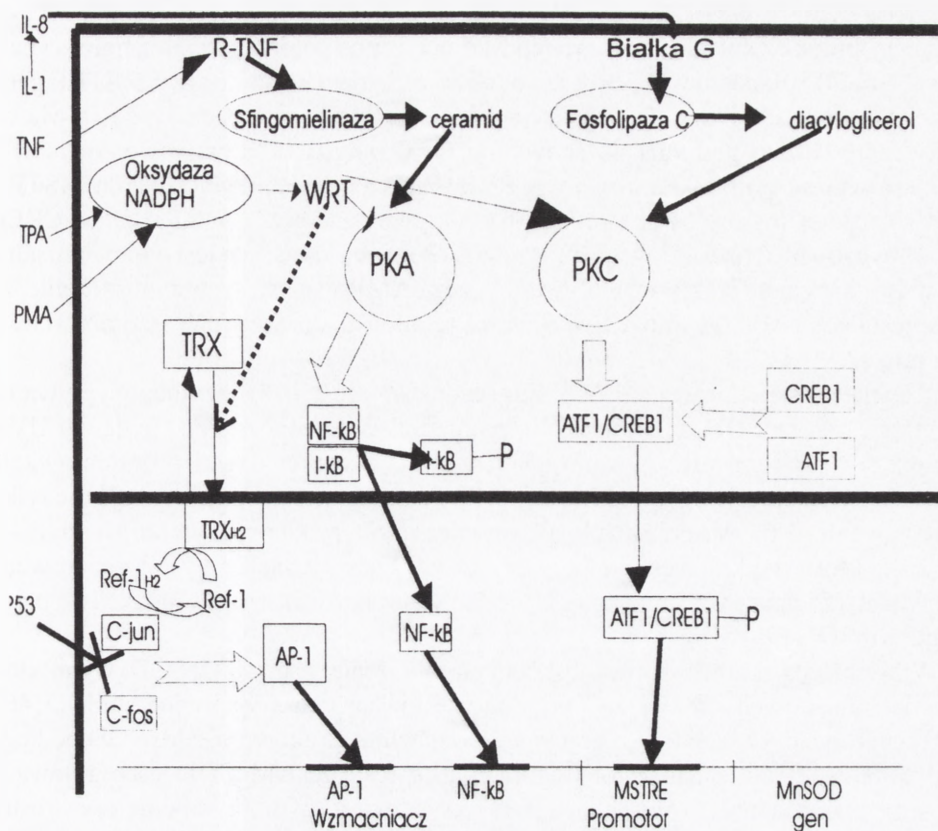 IL-8
R-TNF
Białka G
IL-1
TNF
Sfingomielinaza
ceramid
Fosfolipaza C
diacyloglicerol
Oksydaza
NADPH
WRT
TPA
PKA
PKC
PMA
TRX
CREB1
NF-kB
ATF1/CREB1
I-kB
I-kB
P
ATF1
TRXH2
Ref-1H2
Ref-1
P53
C-jun
AP-1
NF-kB
ATF1/CREB1
P
C-fos
AP-1
NF-kB
MSTRE
MnSOD
Wzmacniacz
Promotor
gen